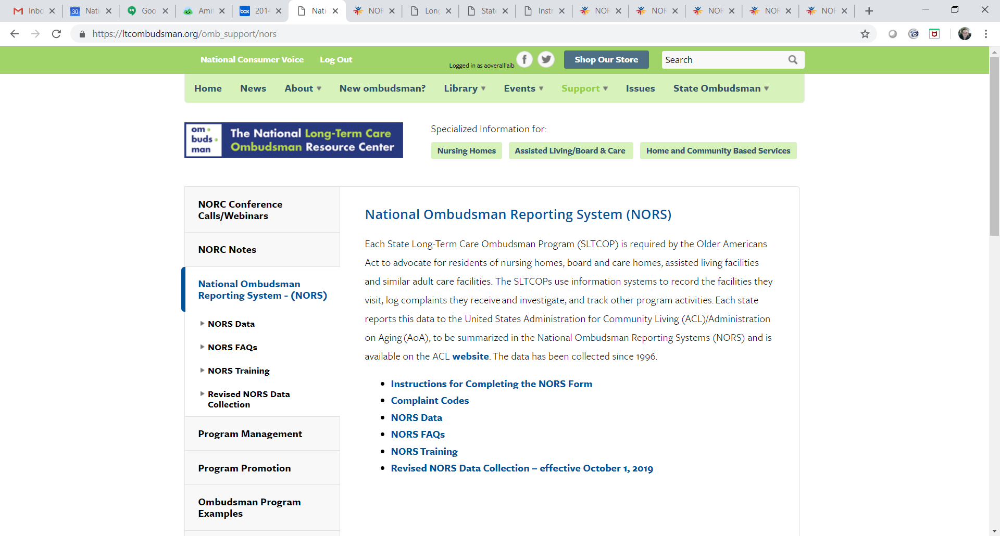 Inbo
30 Nati
Goo
Amit
box 2014
Nati
NOR
Long
State
Instr
NOR
NOR
NOR
NOR
NOR
https://ltcombudsman.org/omb_support/nors
National Consumer Voice Log Out Logged in as aoveralllaib Shop Our Store Search
Home News About New ombudsman? Library Events Support Issues State Ombudsman
om
buds
man
The National Long-Term Care
Ombudsman Resource Center
Specialized Information for:
Nursing Homes Assisted Living/Board & Care Home and Community Based Services
NORC Conference
Calls/Webinars
NORC Notes
National Ombudsman
Reporting System - (NORS)
NORS Data
NORS FAQs
NORS Training
Revised NORS Data
Collection
Program Management
Program Promotion
Ombudsman Program
Examples
National Ombudsman Reporting System (NORS)
Each State Long-Term Care Ombudsman Program (SLTCOP) is required by the Older Americans
Act to advocate for residents of nursing homes, board and care homes, assisted living facilities
and similar adult care facilities. The SLTCOPs use information systems to record the facilities they
visit, log complaints they receive and investigate, and track other program activities. Each state
reports this data to the United States Administration for Community Living (ACL)/Administration
on Aging (AoA), to be summarized in the National Ombudsman Reporting Systems (NORS) and is
available on the ACL website. The data has been collected since 1996.
Instructions for Completing the NORS Form
Complaint Codes
NORS Data
NORS FAQs
NORS Training
Revised NORS Data Collection – effective October 1, 2019